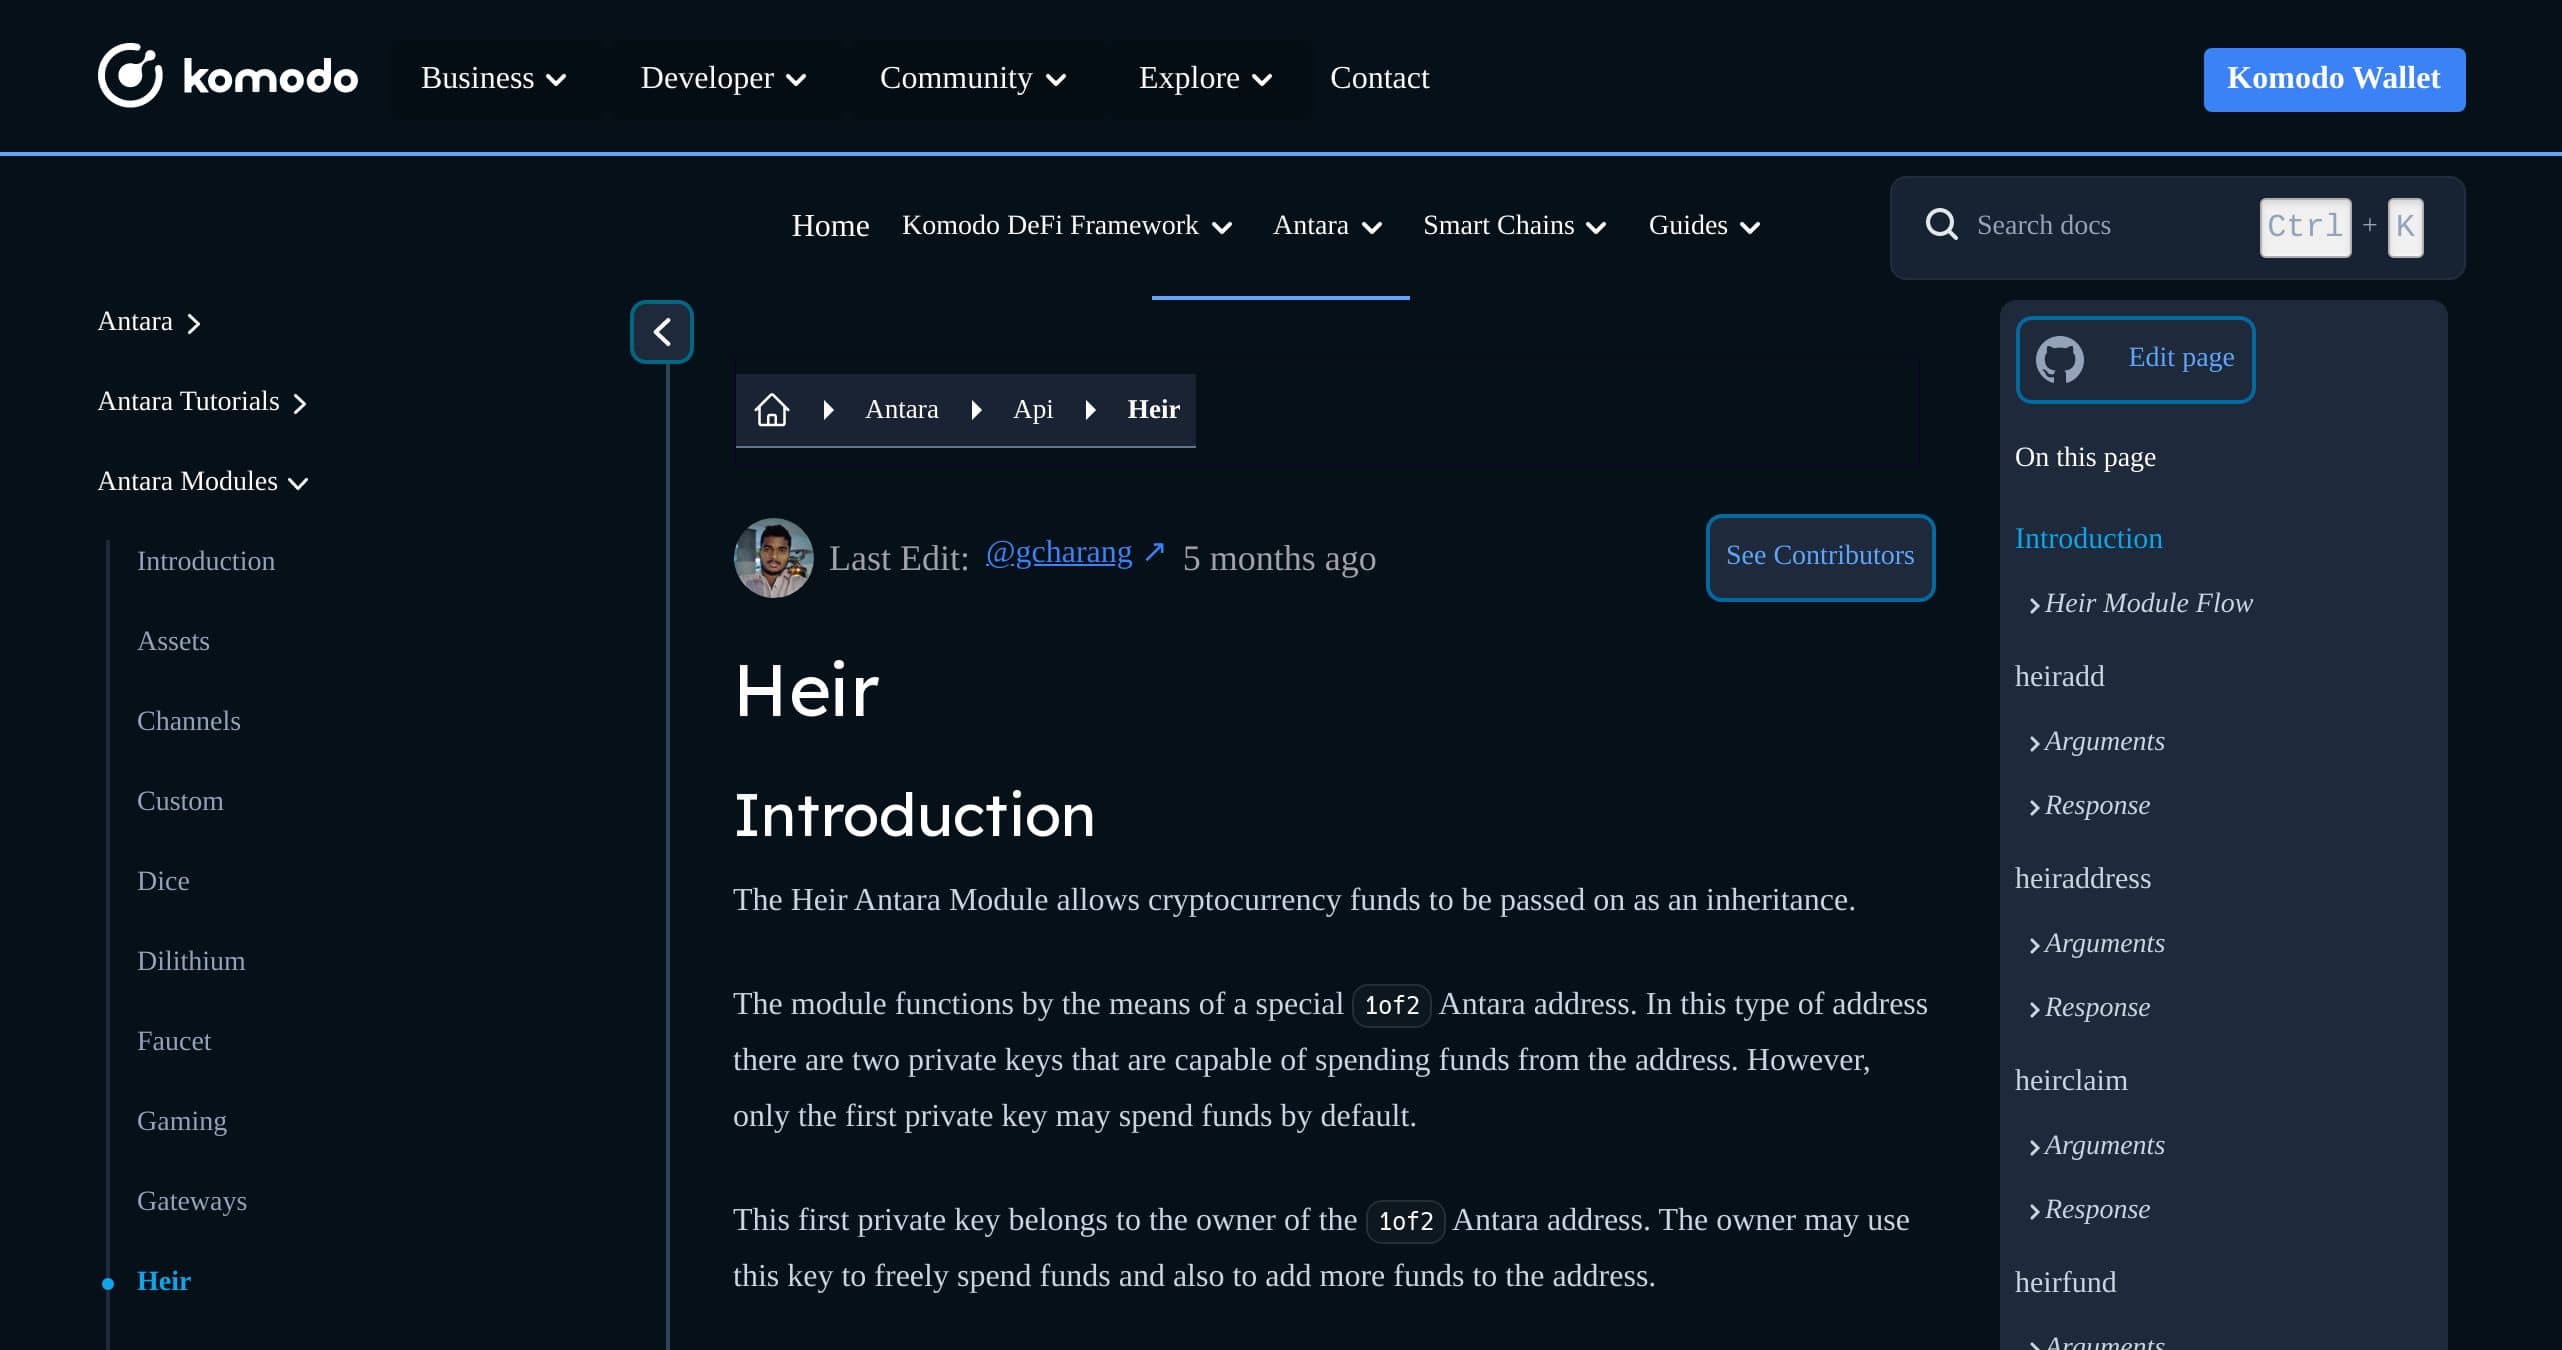 komodo Business Developer Community Explore Contact Komodo Wallet
Home Komodo DeFi Framework Antara Smart Chains Guides Search docs Ctrl + K
Antara
Antara Tutorials
Antara Modules
Introduction
Assets
Channels
Custom
Dice
Dilithium
Faucet
Gaming
Gateways
Heir
Antara Api Heir
Last Edit: @gcharang ↗ 5 months ago See Contributors
Heir
Introduction
The Heir Antara Module allows cryptocurrency funds to be passed on as an inheritance.
The module functions by the means of a special 1of2 Antara address. In this type of address
there are two private keys that are capable of spending funds from the address. However,
only the first private key may spend funds by default.
This first private key belongs to the owner of the 1of2 Antara address. The owner may use
this key to freely spend funds and also to add more funds to the address.
Edit page
On this page
Introduction
Heir Module Flow
heiradd
Arguments
Response
heiraddress
Arguments
Response
heirclaim
Arguments
Response
heirfund
Arguments